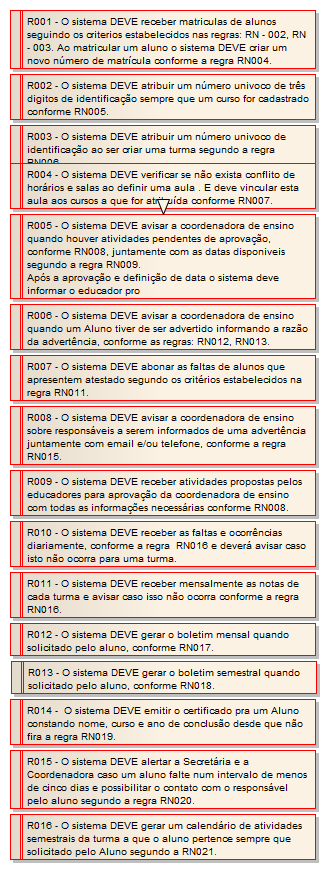 R001 - O sistema DEVE receber matriculas de alunos
seguindo os criterios estabelecidos nas regras: RN - 002, RN
- 003. Ao matricular um aluno o sistema DEVE criar um
novo número de matrícula conforme a regra RN004.
R002 - O sistema DEVE atribuir um número univoco de três
digitos de identificação sempre que um curso for cadastrado
conforme RN005.
R003 - O sistema DEVE atribuir um número univoco de
identificação ao ser criar uma turma segundo a regra
RN006
R004 - O sistema DEVE verificar se não exista conflito de
horários e salas ao definir uma aula . E deve vincular esta
aula aos cursos a que for atribuída conforme RN007.
R005 - O sistema DEVE avisar a coordenadora de ensino
quando houver atividades pendentes de aprovação,
conforme RN008, juntamente com as datas disponiveis
segundo a regra RN009.
Após a aprovação e definição de data o sistema deve
informar o educador pro
R006 - O sistema DEVE avisar a coordenadora de ensino
quando um Aluno tiver de ser advertido informando a razão
da advertência, conforme as regras: RN012, RN013.
R007 - O sistema DEVE abonar as faltas de alunos que
apresentem atestado segundo os critérios estabelecidos na
regra RN011.
R008 - O sistema DEVE avisar a coordenadora de ensino
sobre responsáveis a serem informados de uma advertência
juntamente com email e/ou telefone, conforme a regra
RN015.
R009 - O sistema DEVE receber atividades propostas pelos
educadores para aprovação da coordenadora de ensino
com todas as informações necessárias conforme RN008.
R010 - O sistema DEVE receber as faltas e ocorrências
diariamente, conforme a regra  RN016 e deverá avisar caso
isto não ocorra para uma turma.
R011 - O sistema DEVE receber mensalmente as notas de
cada turma e avisar caso isso não ocorra conforme a regra
RN016.
R012 - O sistema DEVE gerar o boletim mensal quando
solicitado pelo aluno, conforme RN017.
R013 - O sistema DEVE gerar o boletim semestral quando
solicitado pelo aluno, conforme RN018.
R014 -  O sistema DEVE emitir o certificado pra um Aluno
constando nome, curso e ano de conclusão desde que não
fira a regra RN019.
R015 - O sistema DEVE alertar a Secretária e a
Coordenadora caso um aluno falte num intervalo de menos
de cinco dias e possibilitar o contato com o responsável
pelo aluno segundo a regra RN020.
R016 - O sistema DEVE gerar um calendário de atividades
semestrais da turma a que o aluno pertence sempre que
solicitado pelo Aluno segundo a RN021.